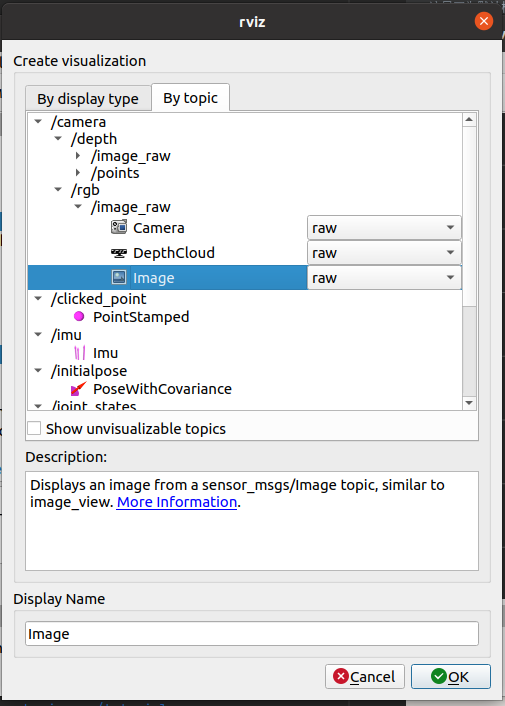 rviz
Create visualization
By display type
By topic
/camera
/depth
/image_raw
/points
/rgb
/image_raw
Camera raw
DepthCloud raw
Image raw
/clicked_point
PointStamped
/imu
Imu
/initialpose
PoseWithCovariance
/joint_states
Show unvisualizable topics
Description:
Displays an image from a sensor_msgs/Image topic, similar to
image_view. More Information.
Display Name
Image
Cancel
OK